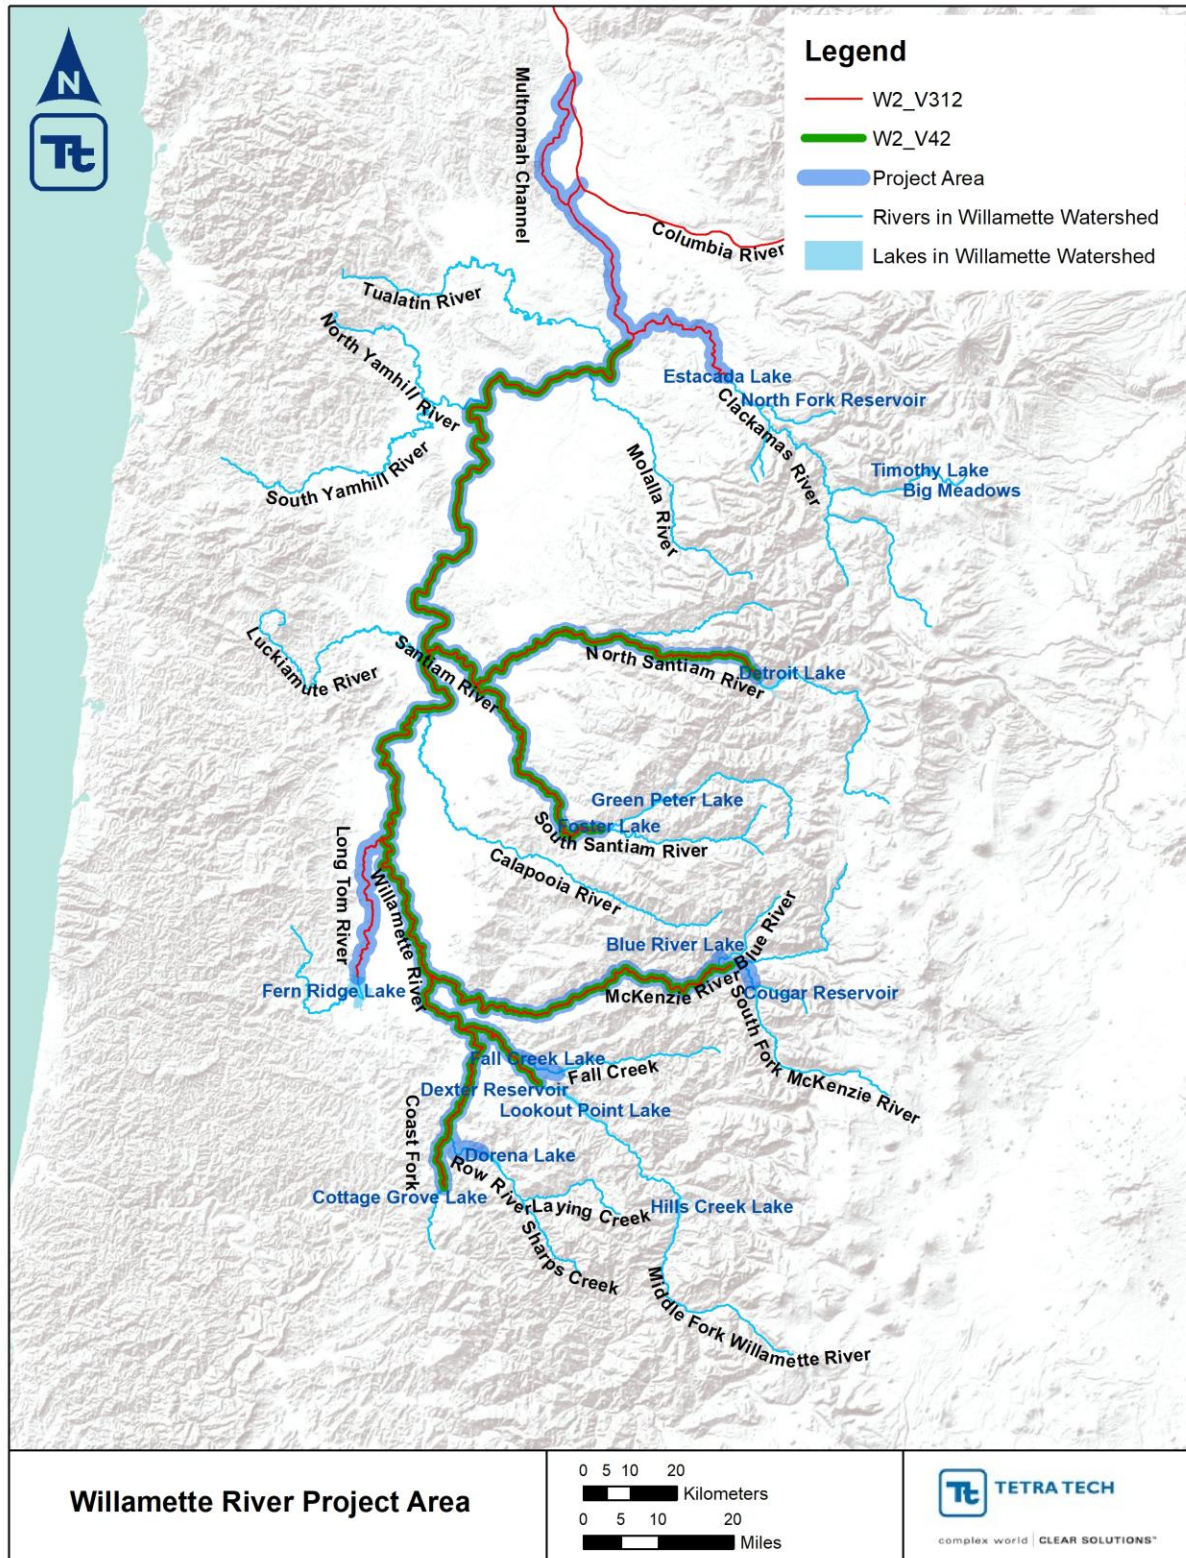 N
Tt
Legend
W2_V312
W2_V42
Project Area
Rivers in Willamette Watershed
Lakes in Willamette Watershed
Multnomah Channel
Columbia River
Tualatin River
North Yamhill River
South Yamhill River
Estacada Lake
North Fork Reservoir
Clackamas River
Timothy Lake
Big Meadows
Molalla River
Luckiamute River
Santiam River
North Santiam River
Detroit Lake
Green Peter Lake
Foster Lake
South Santiam River
Calapooia River
Long Tom River
Willamette River
Fern Ridge Lake
Blue River Lake
Blue River
McKenzie River
Cougar Reservoir
South Fork McKenzie River
Fall Creek Lake
Fall Creek
Dexter Reservoir
Lookout Point Lake
Coast Fork
Dorena Lake
Row River
Cottage Grove Lake
Laying Creek
Hills Creek Lake
Sharps Creek
Middle Fork Willamette River
Willamette River Project Area
0 5 10 20
Kilometers
0 5 10 20
Miles
Tt TETRA TECH
complex world | CLEAR SOLUTIONS™